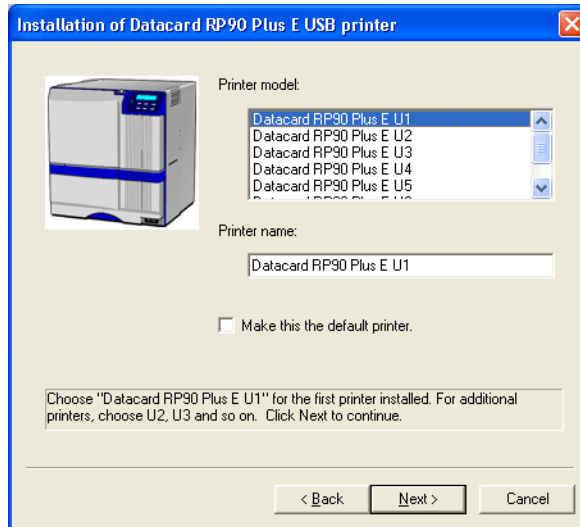 Installation of Datacard RP90 Plus E USB printer
Printer model:
Datacard RP90 Plus E U1
Datacard RP90 Plus E U2
Datacard RP90 Plus E U3
Datacard RP90 Plus E U4
Datacard RP90 Plus E U5
Printer name:
Datacard RP90 Plus E U1
Make this the default printer.
Choose "Datacard RP90 Plus E U1" for the first printer installed. For additional
printers, choose U2, U3 and so on. Click Next to continue.
< Back
Next >
Cancel